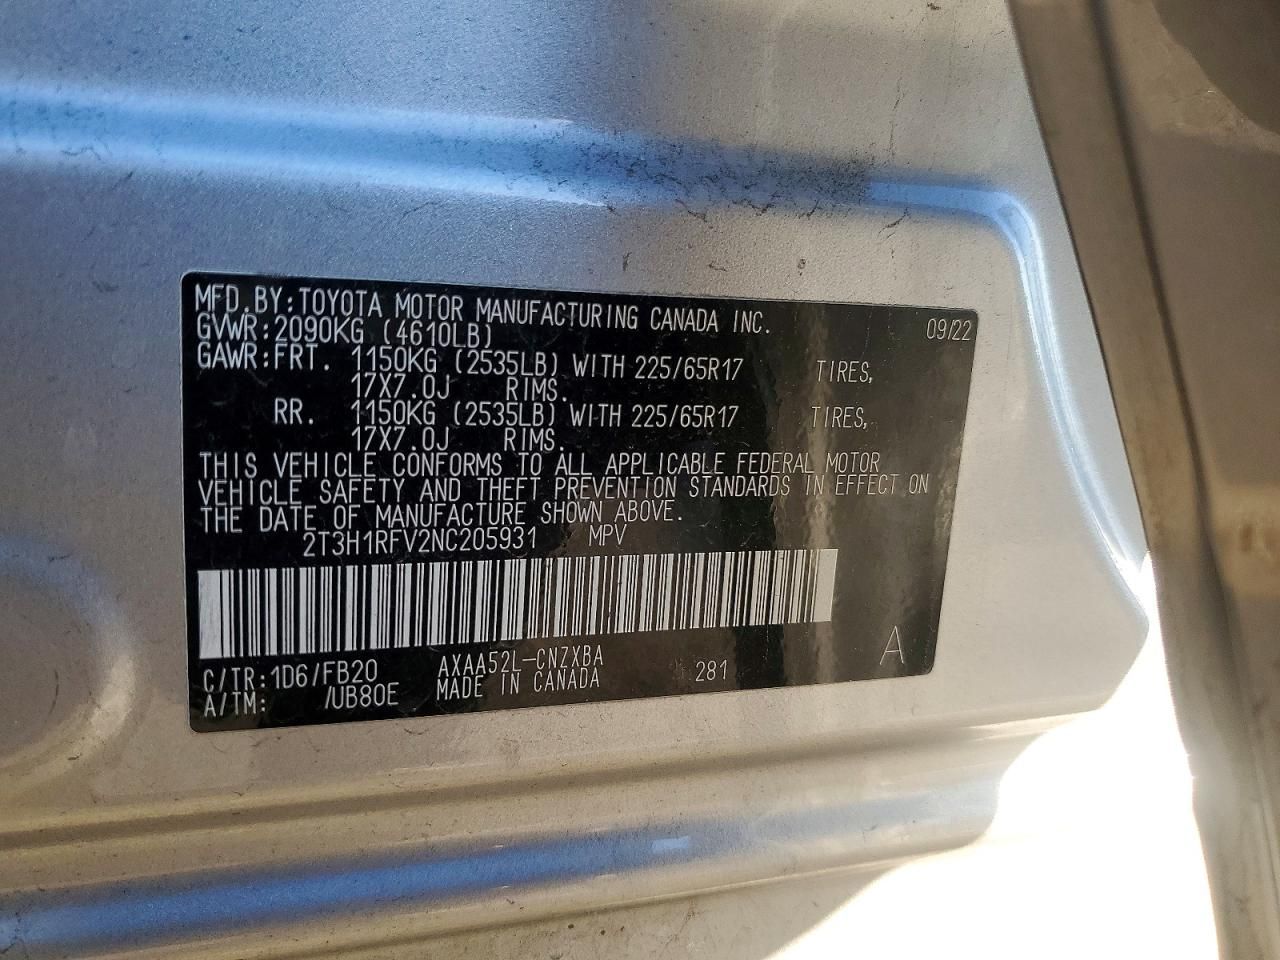 MFD.BY:TOYOTA MOTOR MANUFACTURING CANADA INC. 09/22
GVWR:2090KG (4610LB)
GAWR:FRT. 1150KG (2535LB) WITH 225/65R17 TIRES,
17X7.0J RIMS.
RR. 1150KG (2535LB) WITH 225/65R17 TIRES,
17X7.0J RIMS.
THIS VEHICLE CONFORMS TO ALL APPLICABLE FEDERAL MOTOR
VEHICLE SAFETY AND THEFT PREVENTION STANDARDS IN EFFECT ON
THE DATE OF MANUFACTURE SHOWN ABOVE.
2T3H1RFV2NC205931 MPV
C/TR:1D6/FB20 AXAA52L-CNZXBA 281 A
A/TM: /UB80E MADE IN CANADA